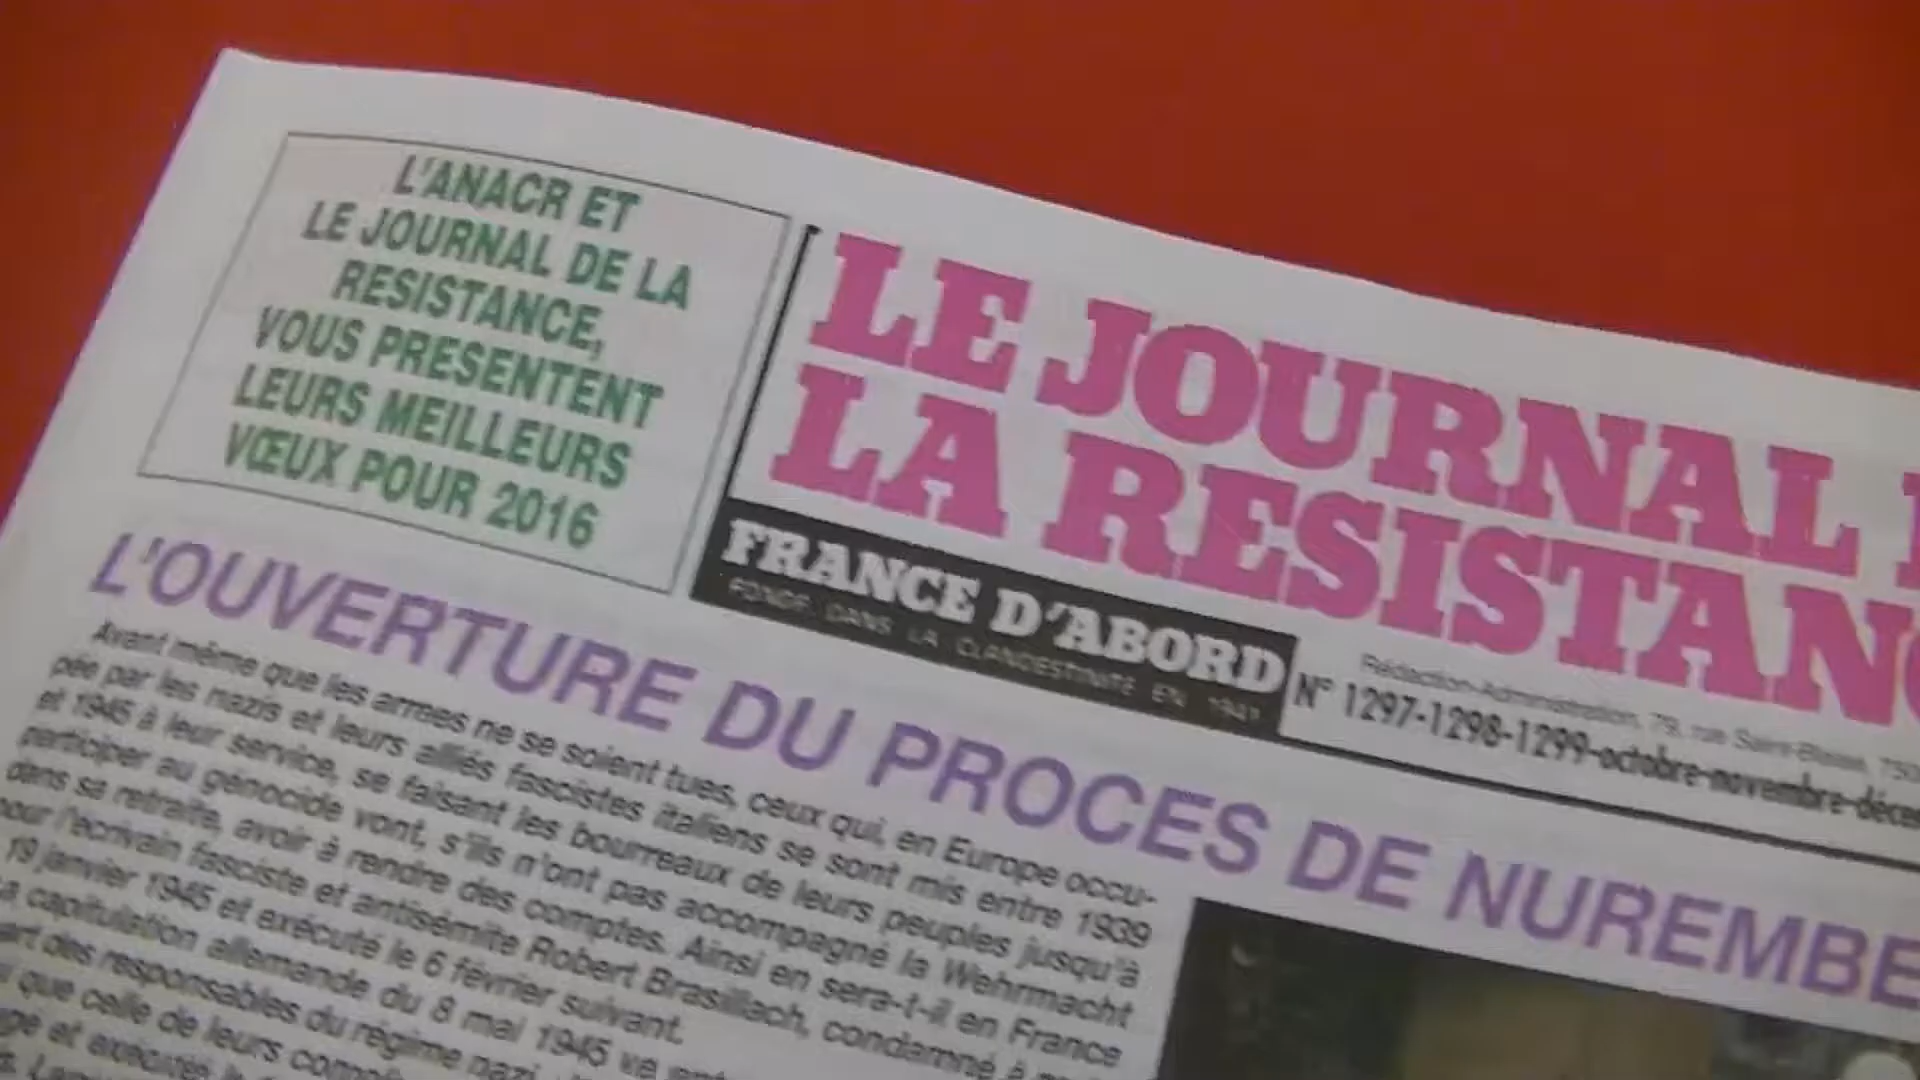 L'ANACR ET
LE JOURNAL DE LA
RESISTANCE,
VOUS PRESENTENT
LEURS MEILLEURS
VŒUX POUR 2016
LE JOURNAL
LA RESISTANC
FRANCE D'ABORD
FONDE DANS LA CLANDESTINITE EN 1941
Rédaction-Administration, 79, rue Saint-Blaise, 750
N° 1297-1298-1299-octobre-novembre-déce
L'OUVERTURE DU PROCES DE NUREMBE
Avant même que les armes ne se soient tues, ceux qui, en Europe occu-
pée par les nazis et leurs alliés fascistes italiens se sont mis entre 1939
et 1945 à leur service, se faisant les bourreaux de leurs peuples jusqu'à
participer au génocide vont, s'ils n'ont pas accompagné la Wehrmacht
dans sa retraite, avoir à rendre des comptes. Ainsi en sera-t-il en France
pour l'écrivain fasciste et antisémite Robert Brasillach, condamné à
19 janvier 1945 et exécuté le 6 février suivant.
capitulation allemande du 8 mai 1945 va
des responsables du régime nazi
que celle de leurs
et